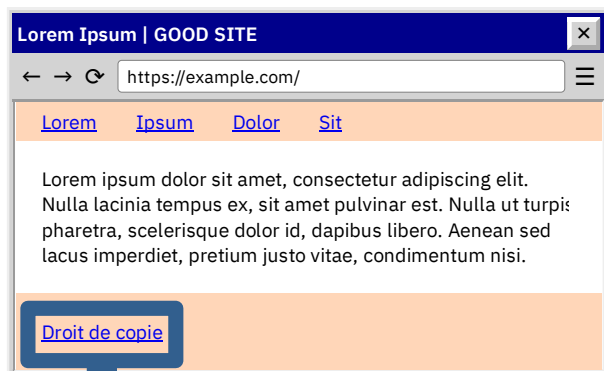 Lorem Ipsum | GOOD SITE
https://example.com/
Lorem Ipsum Dolor Sit
Lorem ipsum dolor sit amet, consectetur adipiscing elit.
Nulla lacinia tempus ex, sit amet pulvinar est. Nulla ut turpis
pharetra, scelerisque dolor id, dapibus libero. Aenean sed
lacus imperdiet, pretium justo vitae, condimentum nisi.
Droit de copie